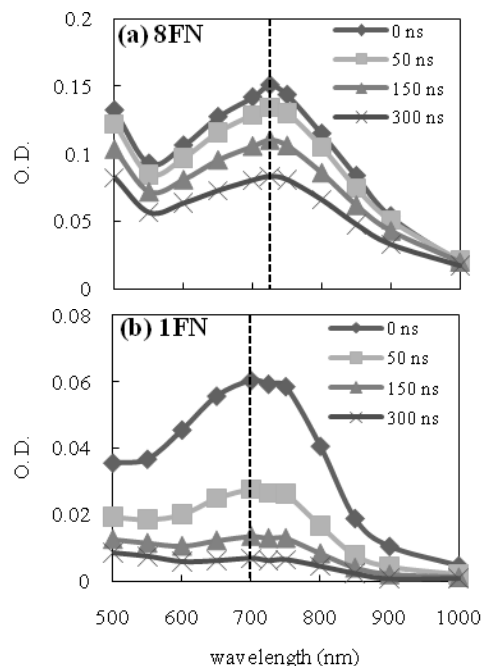 (a) 8FN
0 ns
50 ns
150 ns
300 ns
0.2
0.15
0.1
0.05
0
O.D.
(b) 1FN
0 ns
50 ns
150 ns
300 ns
0.08
0.06
0.04
0.02
0
O.D.
500 600 700 800 900 1000
wavelength (nm)